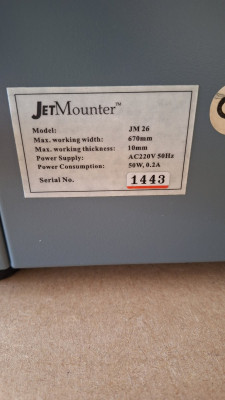 JETMounter™
Model: JM 26
Max. working width: 670mm
Max. working thickness: 10mm
Power Supply: AC220V 50Hz
Power Consumption: 50W, 0.2A
Serial No. 1443